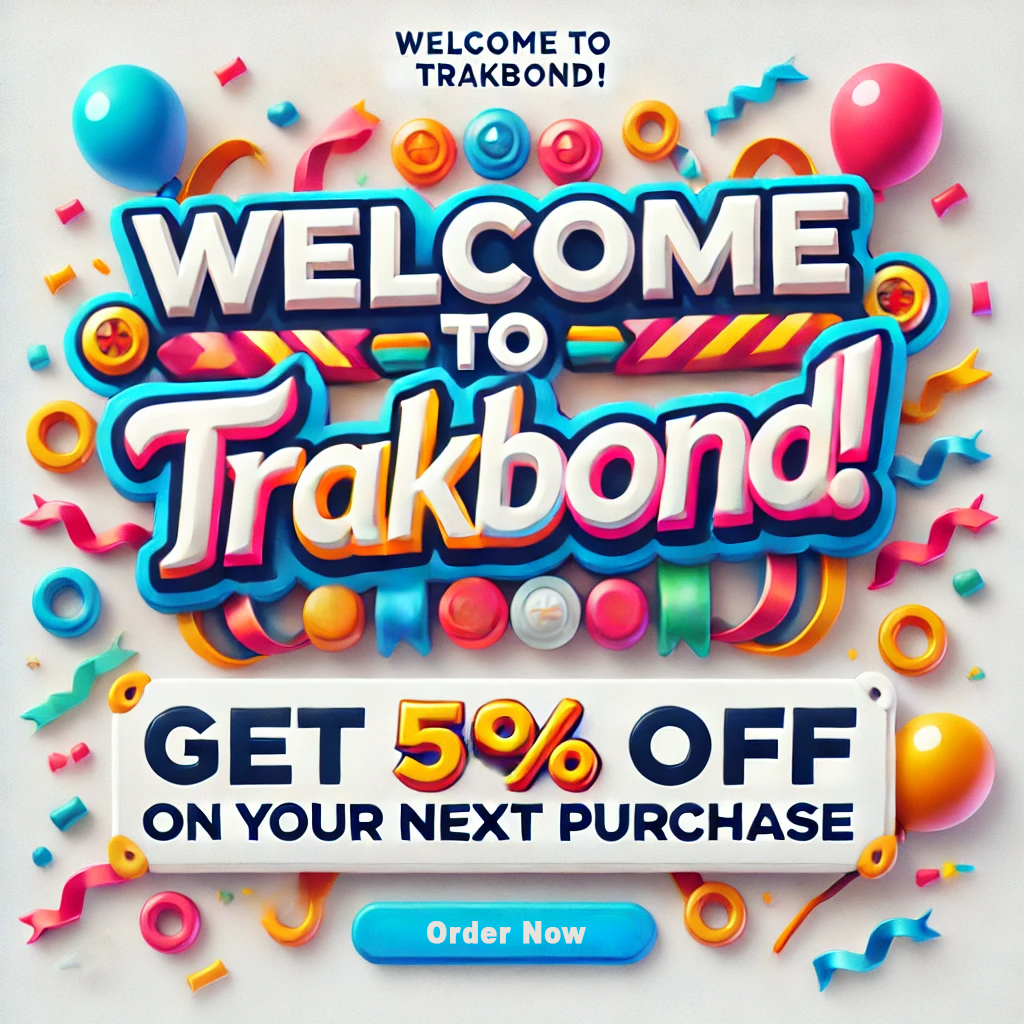 WELCOME TO
TRAKBOND!
WELCOME
TO
Trakbond!
GET 5% OFF
ON YOUR NEXT PURCHASE
Order Now